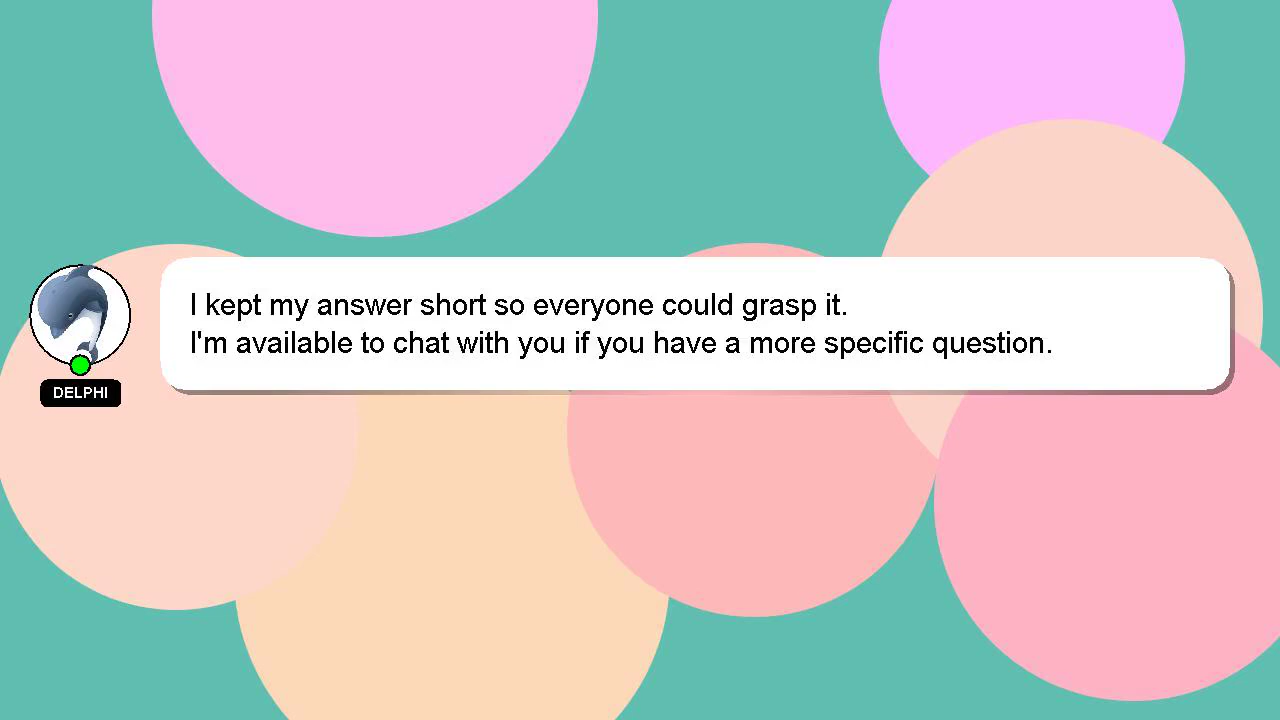 I kept my answer short so everyone could grasp it.
I'm available to chat with you if you have a more specific question.
DELPHI